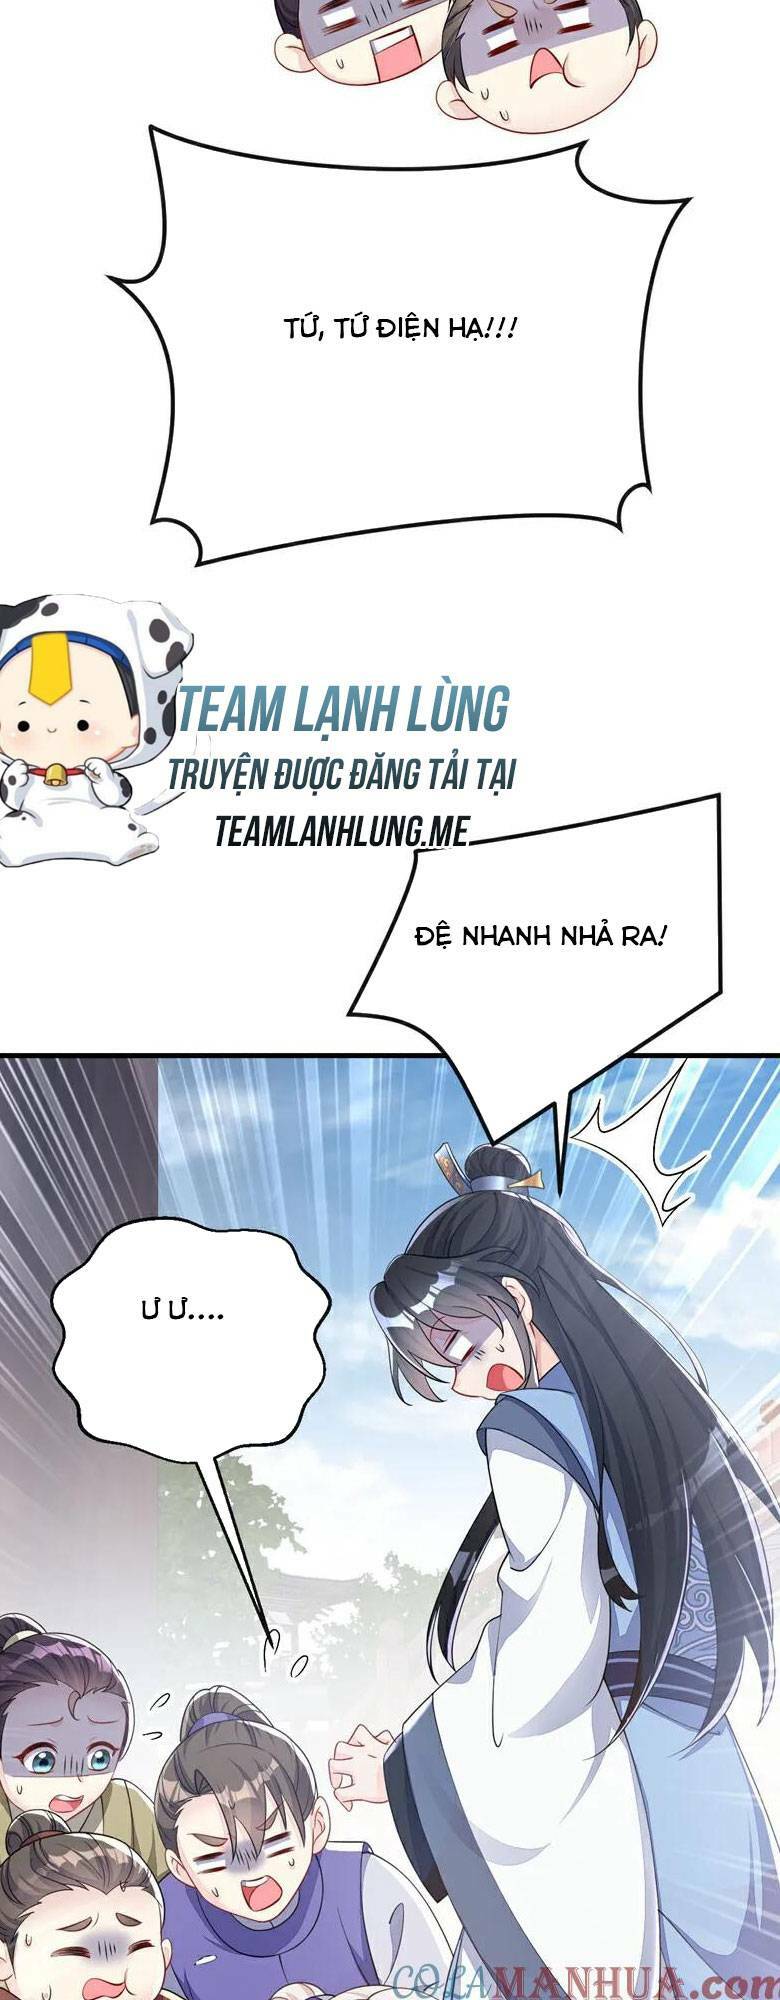 TỨ, TỨ ĐIỆN HẠ!!!
TEAM LẠNH LÙNG
TRUYỆN ĐƯỢC ĐĂNG TẢI TẠI
TEAMLANHLUNG.ME
ĐỆ NHANH NHẢ RA!
Ư Ư....
COLAMANHUA.com